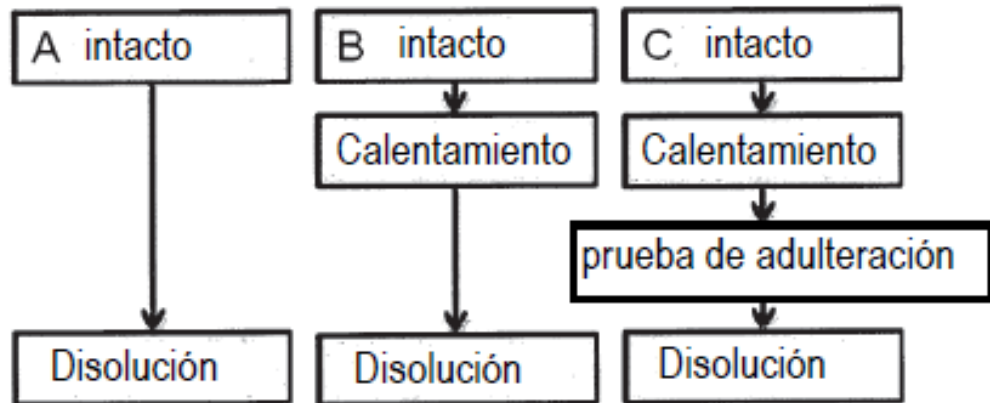 A intacto
B intacto
C intacto
Calentamiento
Calentamiento
prueba de adulteración
Disolución
Disolución
Disolución